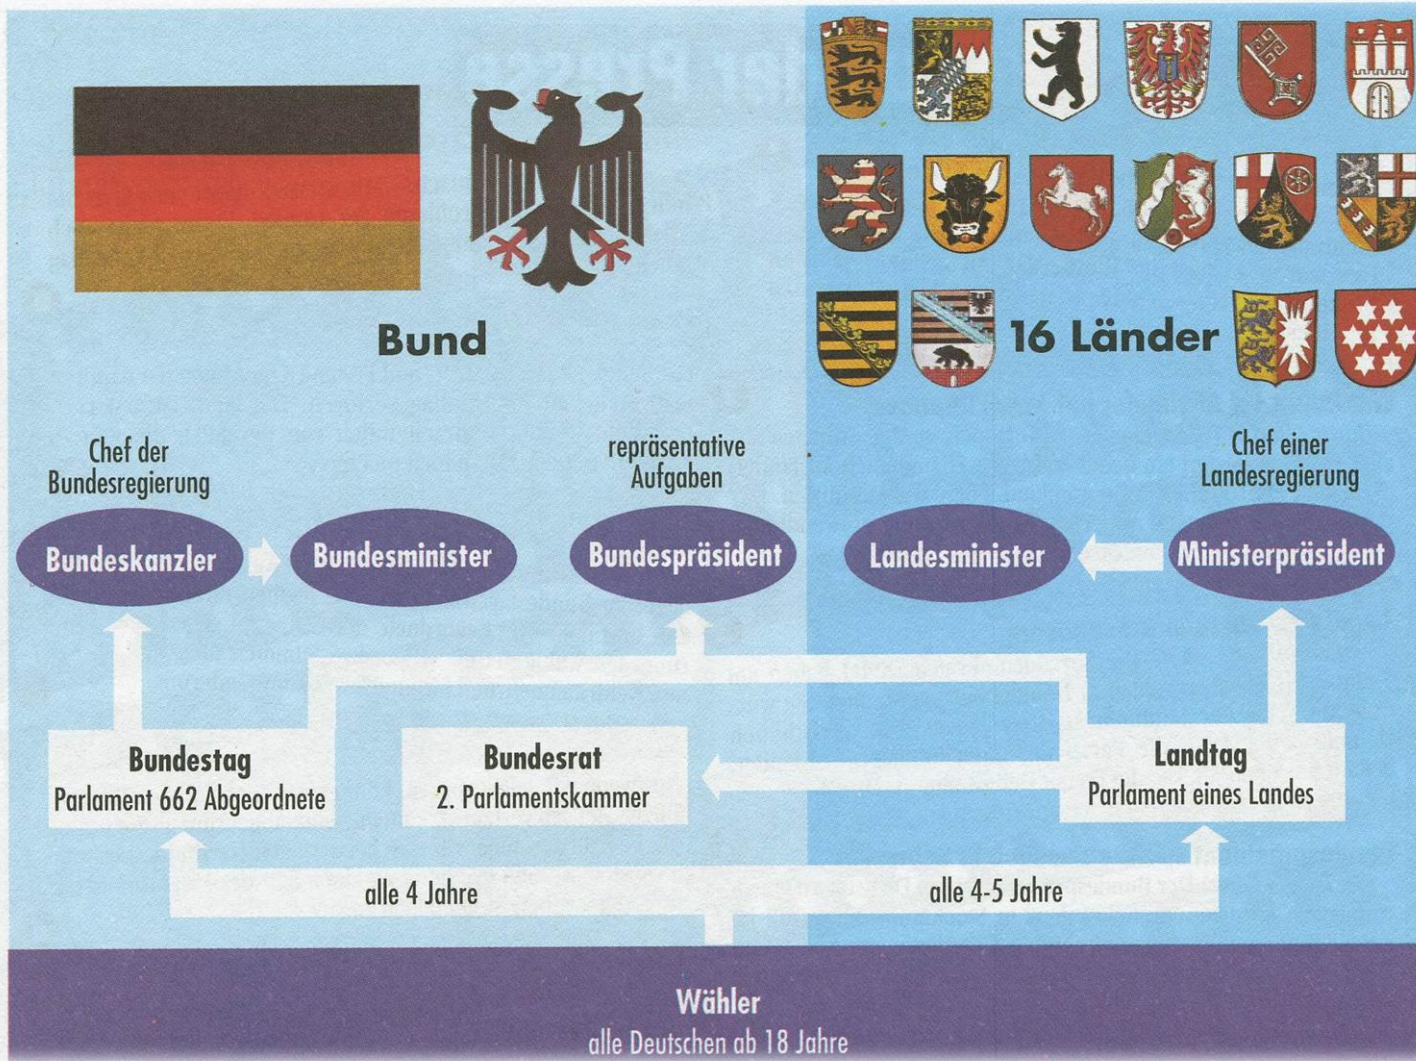 Bund
16 Länder
Chef der
Bundesregierung
repräsentative
Aufgaben
Chef einer
Landesregierung
Bundeskanzler
Bundesminister
Bundespräsident
Landesminister
Ministerpräsident
Bundestag
Parlament 662 Abgeordnete
Bundesrat
2. Parlamentskammer
Landtag
Parlament eines Landes
alle 4 Jahre
alle 4-5 Jahre
Wähler
alle Deutschen ab 18 Jahre